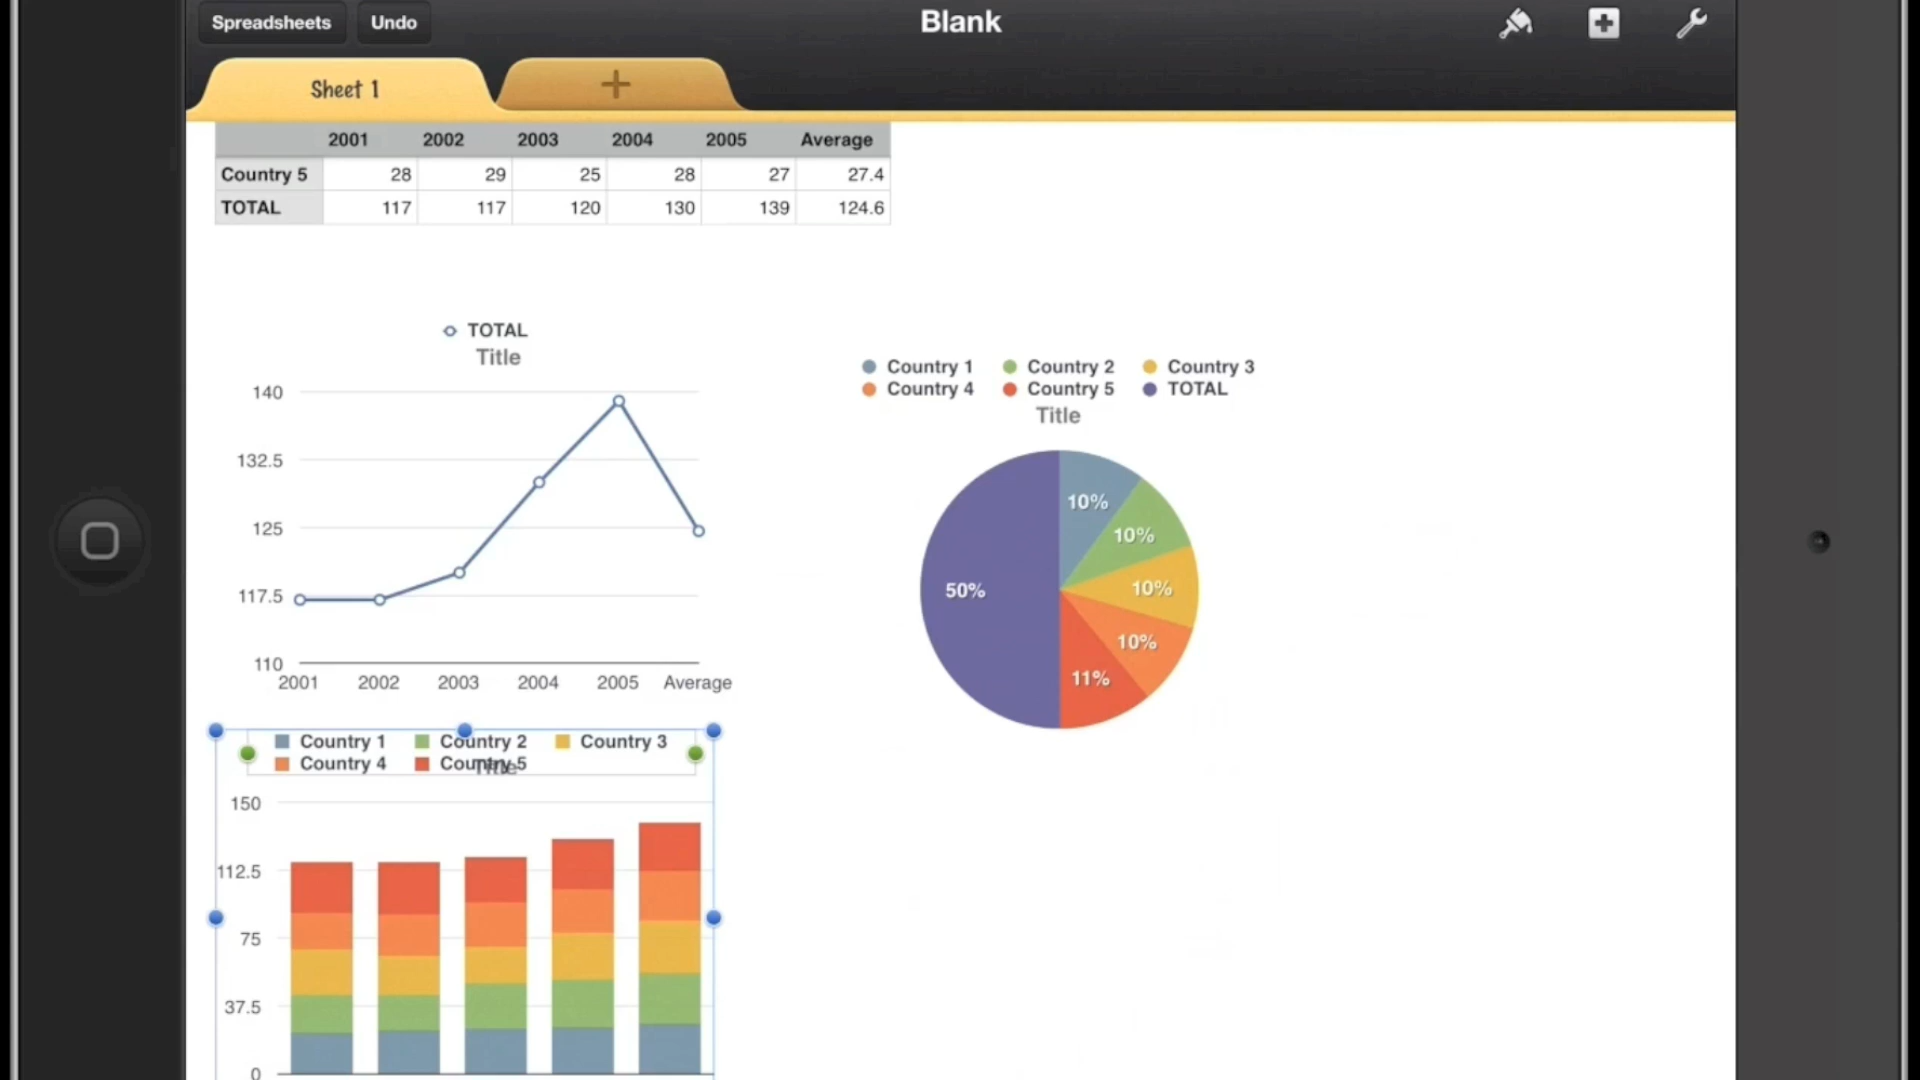 Spreadsheets Undo Blank
Sheet 1
2001 2002 2003 2004 2005 Average
Country 5 28 29 25 28 27 27.4
TOTAL 117 117 120 130 139 124.6
TOTAL
Title
140
132.5
125
117.5
110
2001 2002 2003 2004 2005 Average
Country 1 Country 2 Country 3
Country 4 Country 5 TOTAL
Title
10%
10%
10%
10%
11%
50%
Country 1 Country 2 Country 3
Country 4 Country 5
Title
150
112.5
75
37.5
0